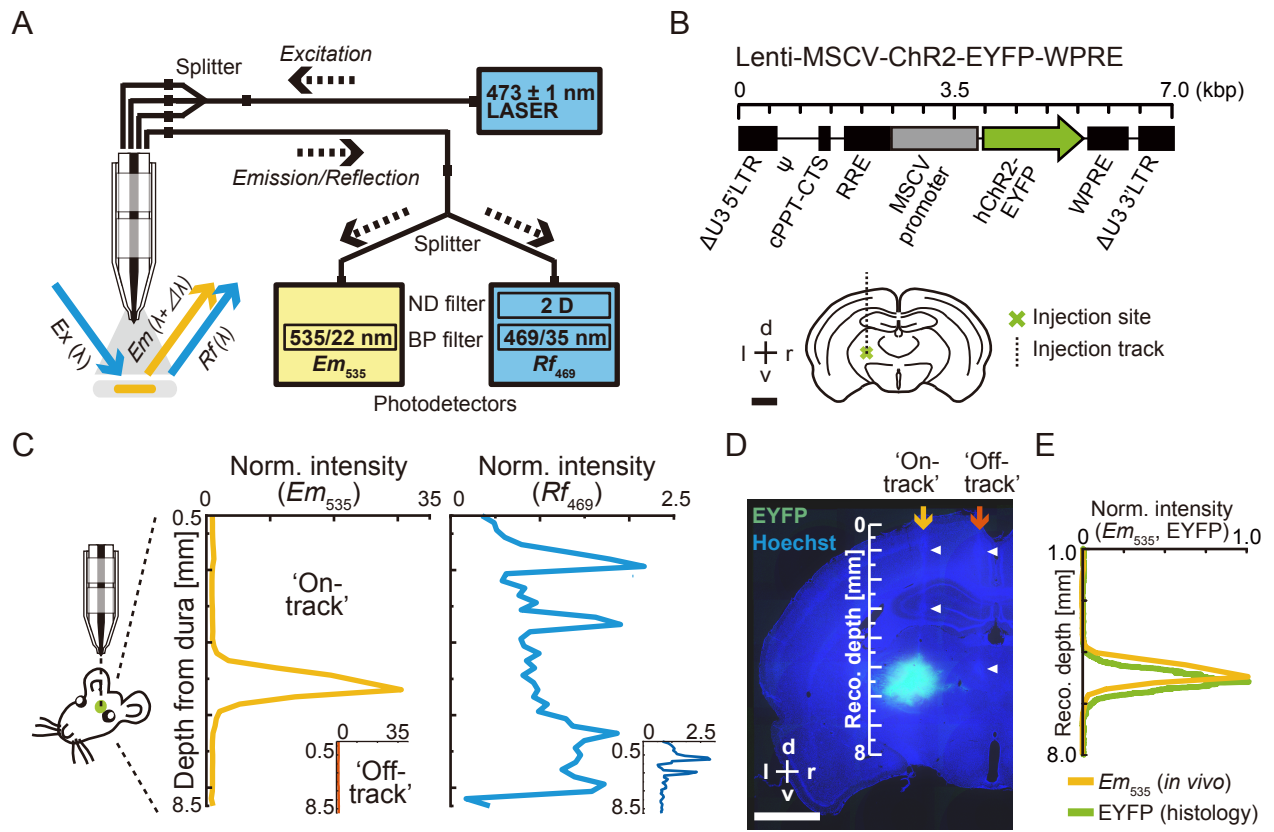 A
Excitation
Splitter
473 ± 1 nm
LASER
Emission/Reflection
Splitter
ND filter
2 D
535/22 nm
BP filter
469/35 nm
Em535
Rf469
Photodetectors
Ex (λ)
Em (λ+ Δλ)
Rf (λ)
B
Lenti-MSCV-ChR2-EYFP-WPRE
0 3.5 7.0 (kbp)
ΔU3 5'LTR
Ψ
cPPT-CTS
RRE
MSCV
promoter
hChR2-
EYFP
WPRE
ΔU3 3'LTR
d
l r
v
Injection site
Injection track
C
Norm. intensity
(Em535)
0 35
0.5
Depth from dura [mm]
8.5
'On-
track'
0 35
0.5
8.5
'Off-
track'
Norm. intensity
(Rf469)
0 2.5
0 2.5
0.5
8.5
D
'On-
track'
'Off-
track'
EYFP
Hoechst
0
Reco. depth [mm]
8
d
l r
v
E
Norm. intensity
(Em535, EYFP)
0 1.0
1.0
Reco. depth [mm]
8.0
Em535 (in vivo)
EYFP (histology)